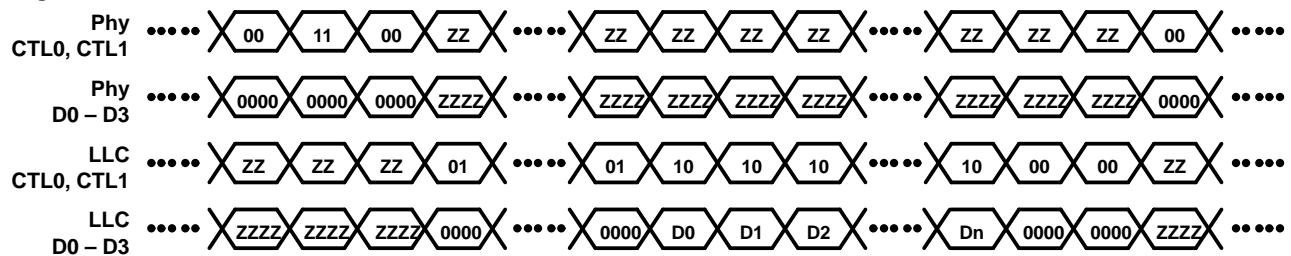 Phy
CTL0, CTL1
00 11 00 ZZ ZZ ZZ ZZ ZZ ZZ ZZ ZZ 00
Phy
D0 – D3
0000 0000 0000 ZZZZ ZZZZ ZZZZ ZZZZ ZZZZ ZZZZ ZZZZ ZZZZ 0000
LLC
CTL0, CTL1
ZZ ZZ ZZ 01 01 10 10 10 10 00 00 ZZ
LLC
D0 – D3
ZZZZ ZZZZ ZZZZ 0000 0000 D0 D1 D2 Dn 0000 0000 ZZZZ